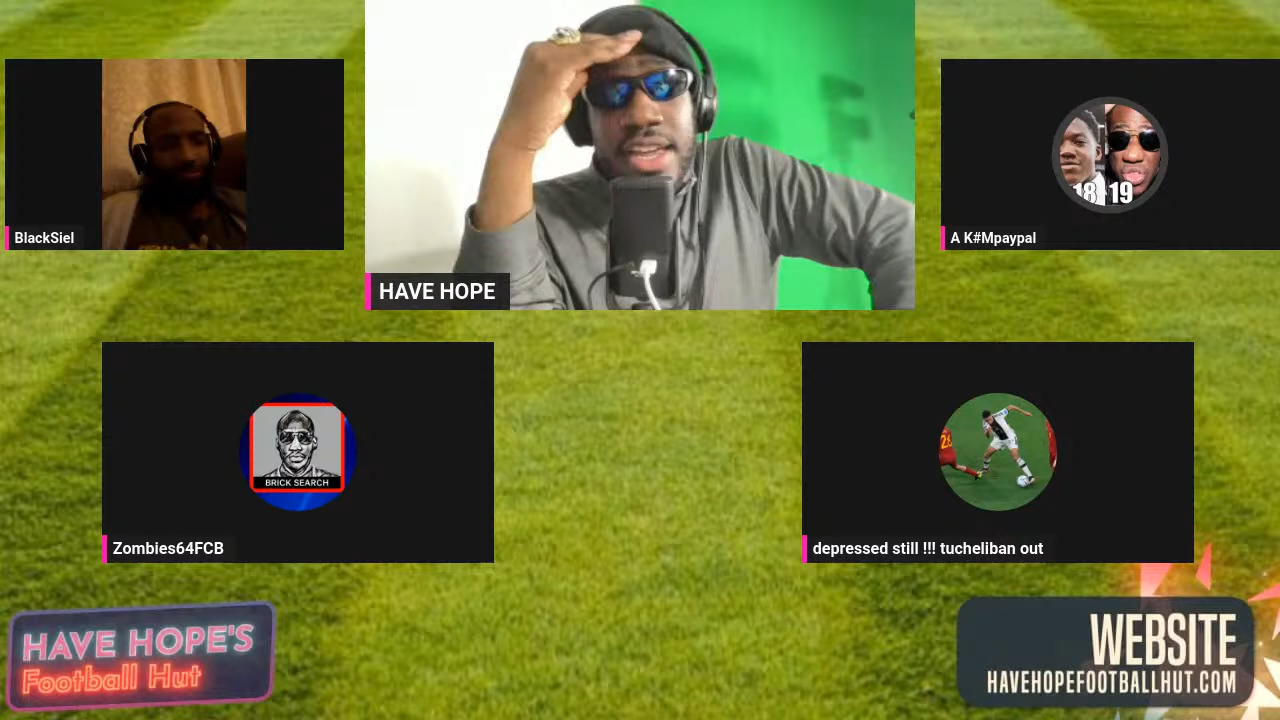 BlackSiel
HAVE HOPE
18 19
A K#Mpaypal
BRICK SEARCH
Zombies64FCB
depressed still !!! tucheliban out
HAVE HOPE'S
Football Hut
WEBSITE
HAVEHOPEFOOTBALLHUT.COM